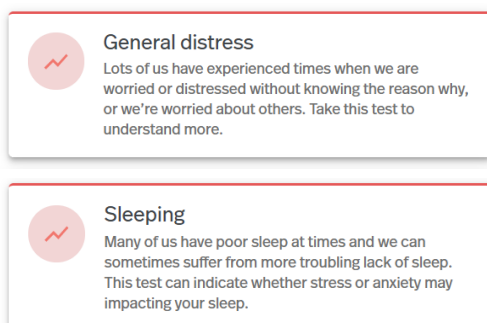 General distress
Lots of us have experienced times when we are
worried or distressed without knowing the reason why,
or we're worried about others. Take this test to
understand more.
Sleeping
Many of us have poor sleep at times and we can
sometimes suffer from more troubling lack of sleep.
This test can indicate whether stress or anxiety may
impacting your sleep.